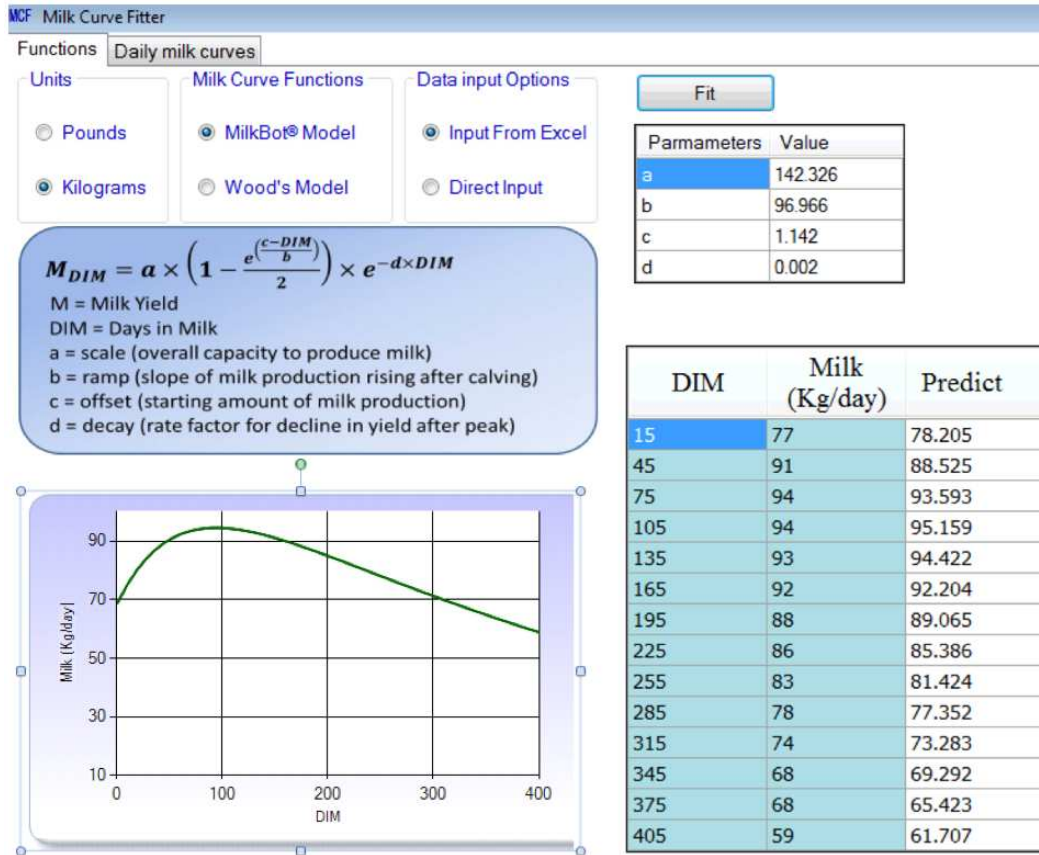 MCF Milk Curve Fitter
Functions Daily milk curves
Units Milk Curve Functions Data input Options
Pounds MilkBot® Model Input From Excel
Kilograms Wood's Model Direct Input
Fit
Parmameters Value
a 142.326
b 96.966
c 1.142
d 0.002
M_DIM = a × (1 − e^((c−DIM)/b)/2) × e^(−d×DIM)
M = Milk Yield
DIM = Days in Milk
a = scale (overall capacity to produce milk)
b = ramp (slope of milk production rising after calving)
c = offset (starting amount of milk production)
d = decay (rate factor for decline in yield after peak)
90
70
50
30
10
Milk (Kg/day)
0 100 200 300 400
DIM
DIM Milk (Kg/day) Predict
15 77 78.205
45 91 88.525
75 94 93.593
105 94 95.159
135 93 94.422
165 92 92.204
195 88 89.065
225 86 85.386
255 83 81.424
285 78 77.352
315 74 73.283
345 68 69.292
375 68 65.423
405 59 61.707